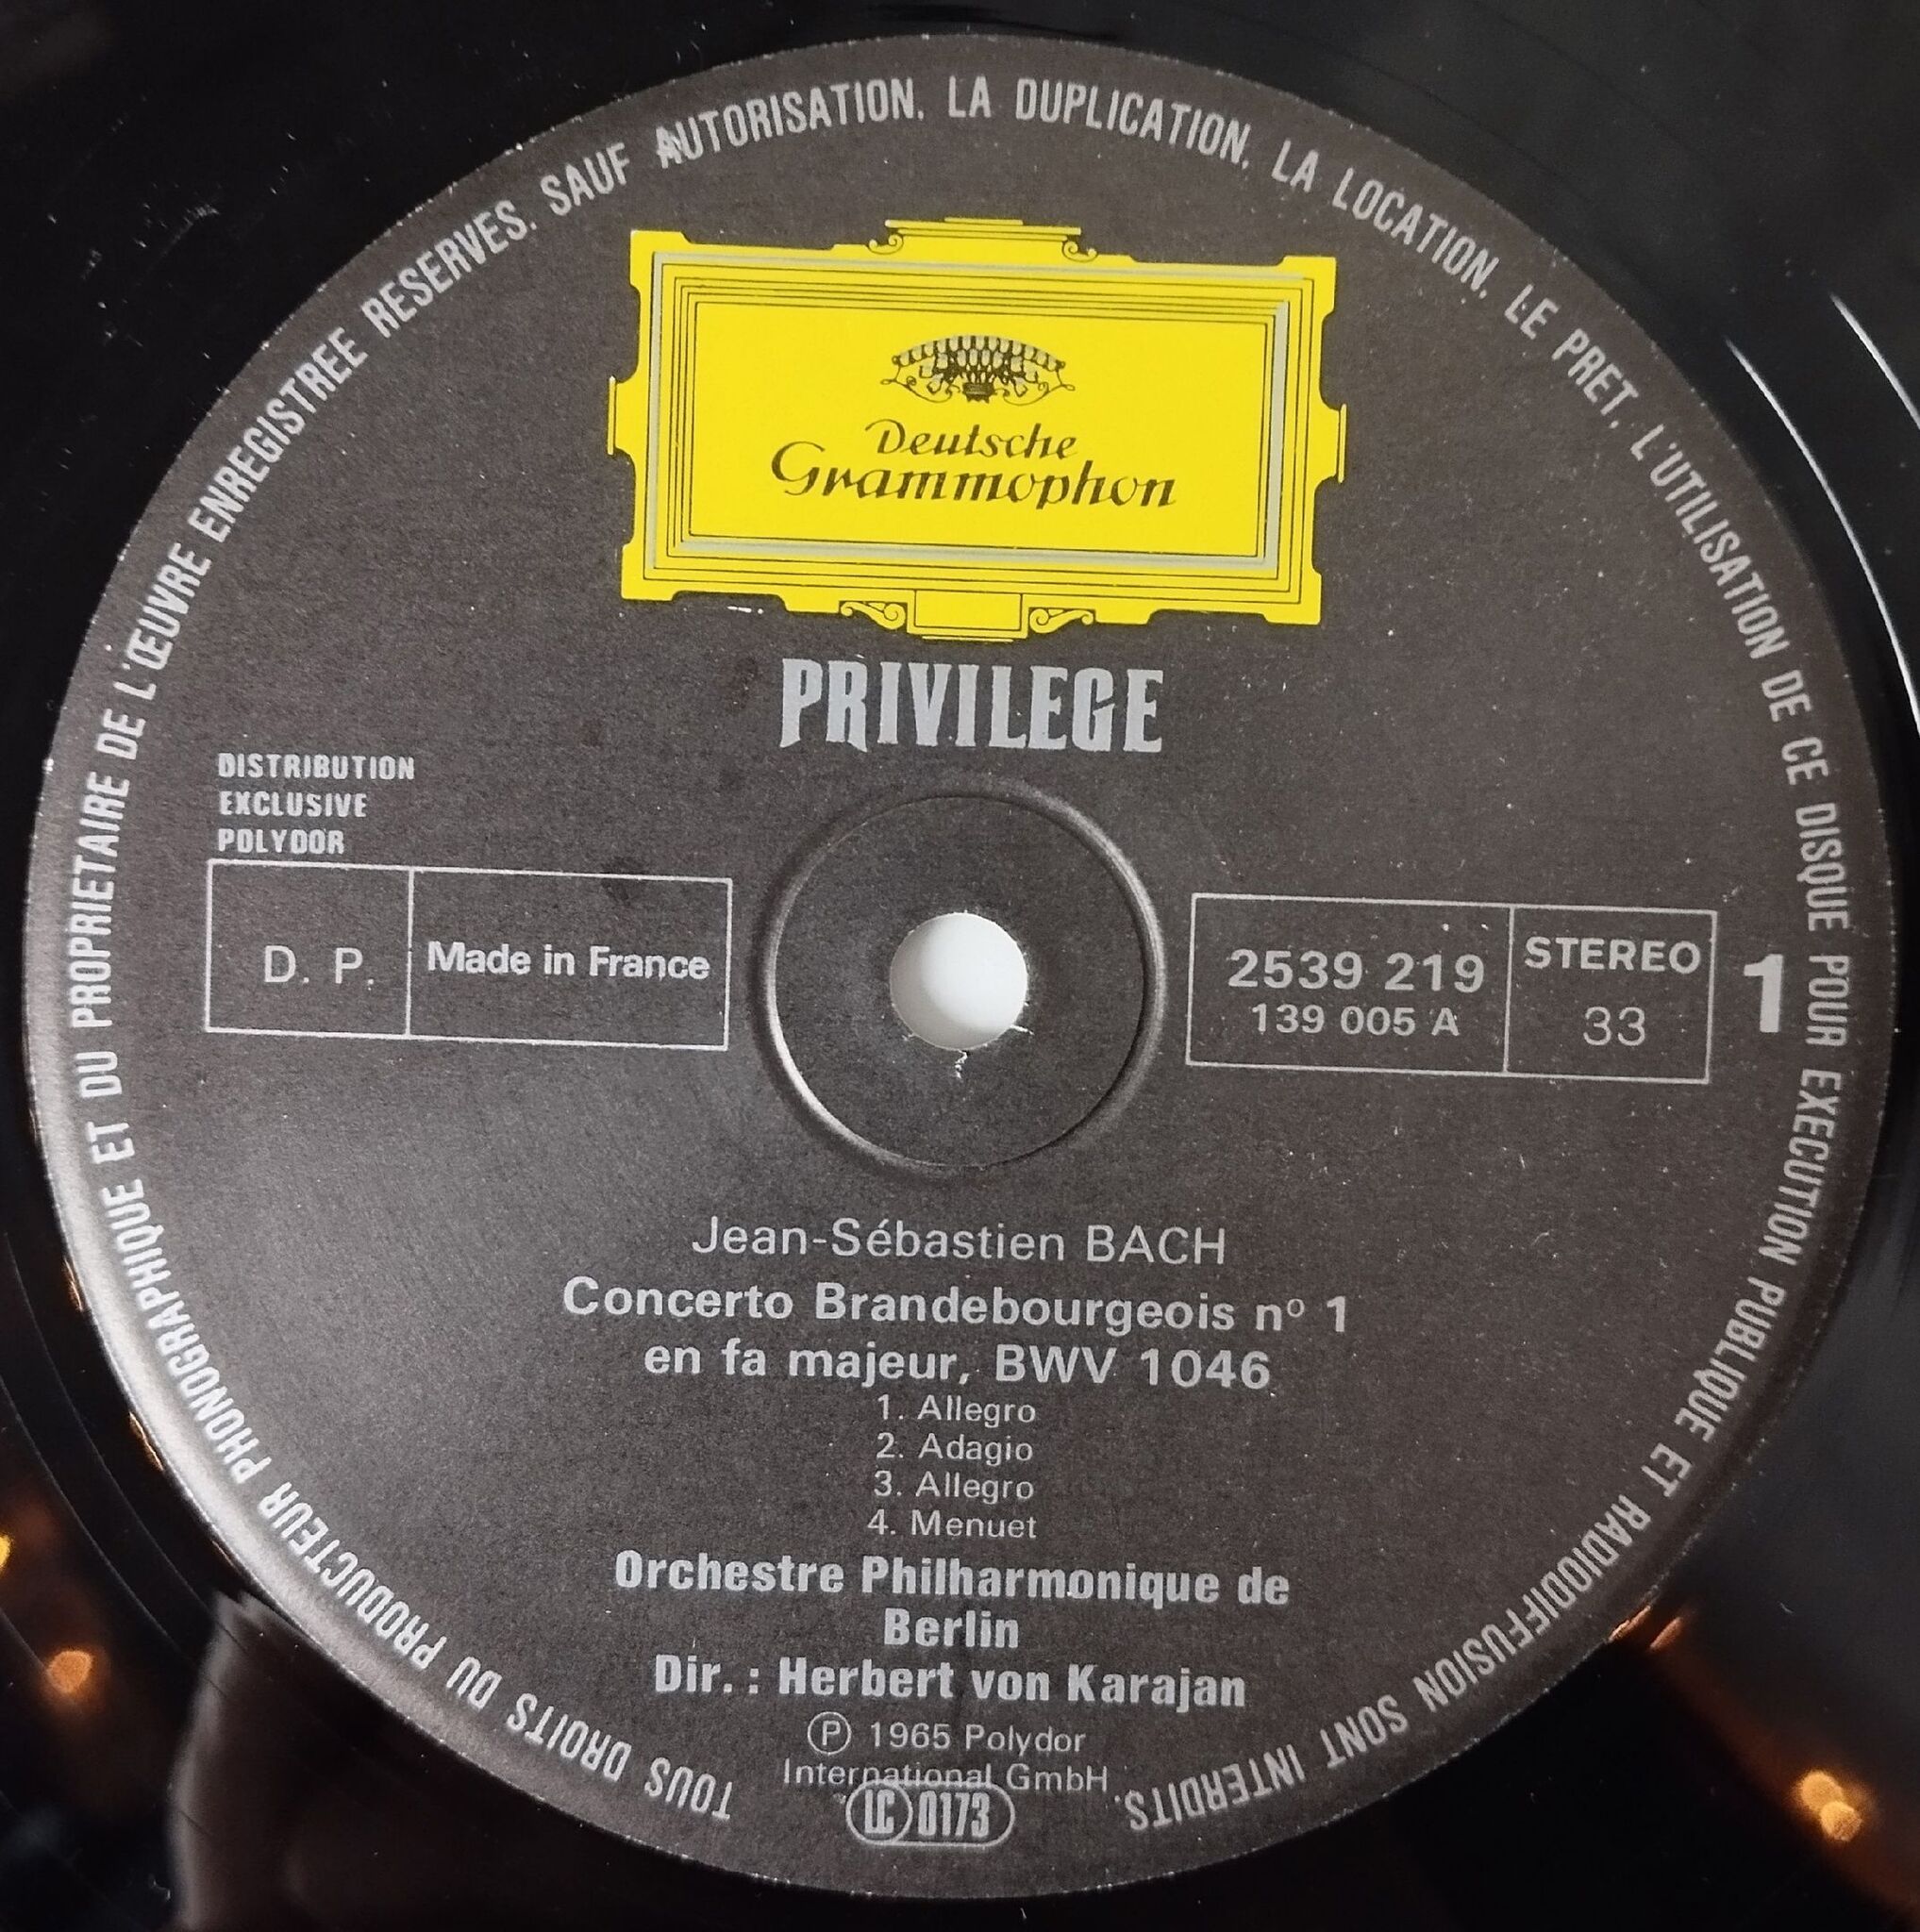 TOUS DROITS DU PRODUCTEUR PHONOGRAPHIQUE ET DU PROPRIETAIRE DE L'ŒUVRE ENREGISTREE RESERVES. SAUF AUTORISATION, LA DUPLICATION, LA LOCATION, LE PRET, L'UTILISATION DE CE DISQUE POUR EXECUTION PUBLIQUE ET RADIODIFFUSION SONT INTERDITS.
Deutsche
Grammophon
PRIVILEGE
DISTRIBUTION
EXCLUSIVE
POLYDOR
D. P.
Made in France
2539 219
139 005 A
STEREO
33
1
Jean-Sébastien BACH
Concerto Brandebourgeois nº 1
en fa majeur, BWV 1046
1. Allegro
2. Adagio
3. Allegro
4. Menuet
Orchestre Philharmonique de
Berlin
Dir. : Herbert von Karajan
Ⓟ 1965 Polydor
International GmbH
LC 0173